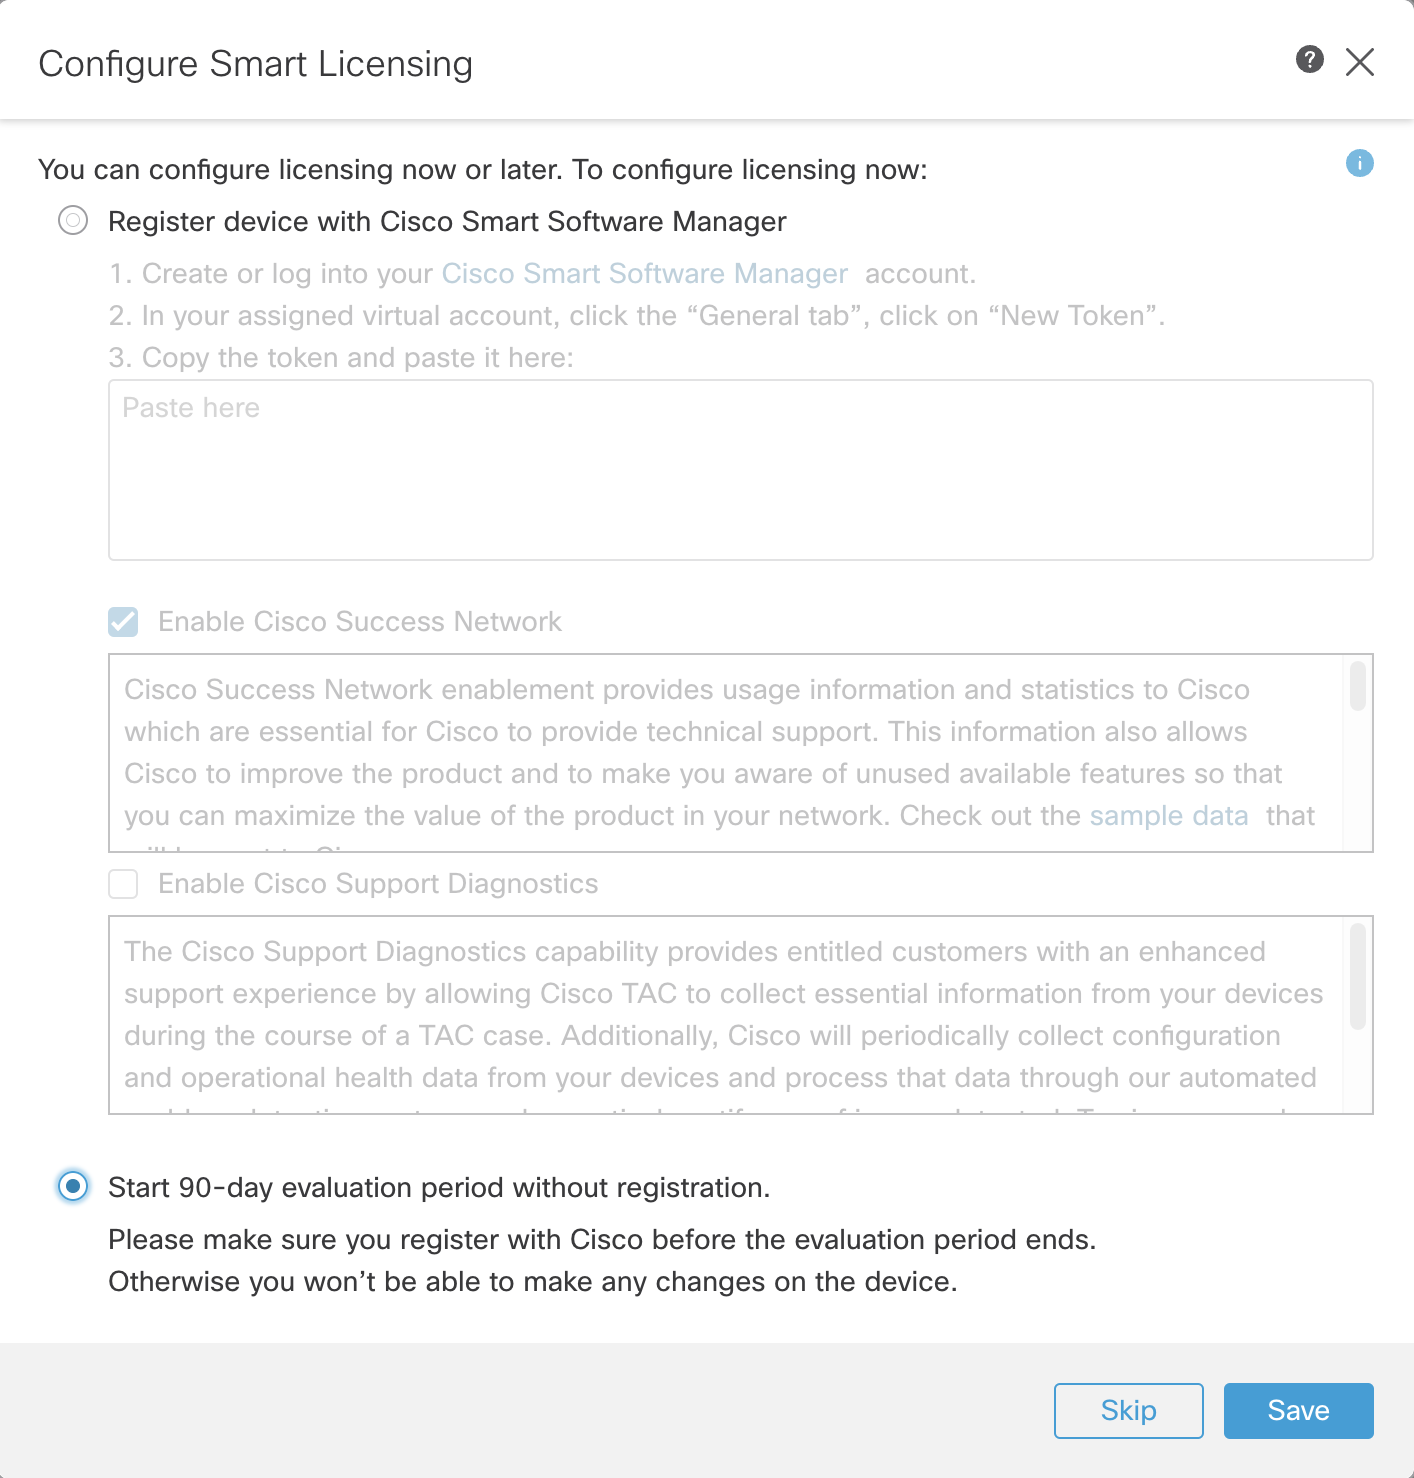 Configure Smart Licensing
You can configure licensing now or later. To configure licensing now:
Register device with Cisco Smart Software Manager
1. Create or log into your Cisco Smart Software Manager account.
2. In your assigned virtual account, click the “General tab”, click on “New Token”.
3. Copy the token and paste it here:
Paste here
Enable Cisco Success Network
Cisco Success Network enablement provides usage information and statistics to Cisco
which are essential for Cisco to provide technical support. This information also allows
Cisco to improve the product and to make you aware of unused available features so that
you can maximize the value of the product in your network. Check out the sample data that
Enable Cisco Support Diagnostics
The Cisco Support Diagnostics capability provides entitled customers with an enhanced
support experience by allowing Cisco TAC to collect essential information from your devices
during the course of a TAC case. Additionally, Cisco will periodically collect configuration
and operational health data from your devices and process that data through our automated
Start 90-day evaluation period without registration.
Please make sure you register with Cisco before the evaluation period ends.
Otherwise you won’t be able to make any changes on the device.
Skip
Save